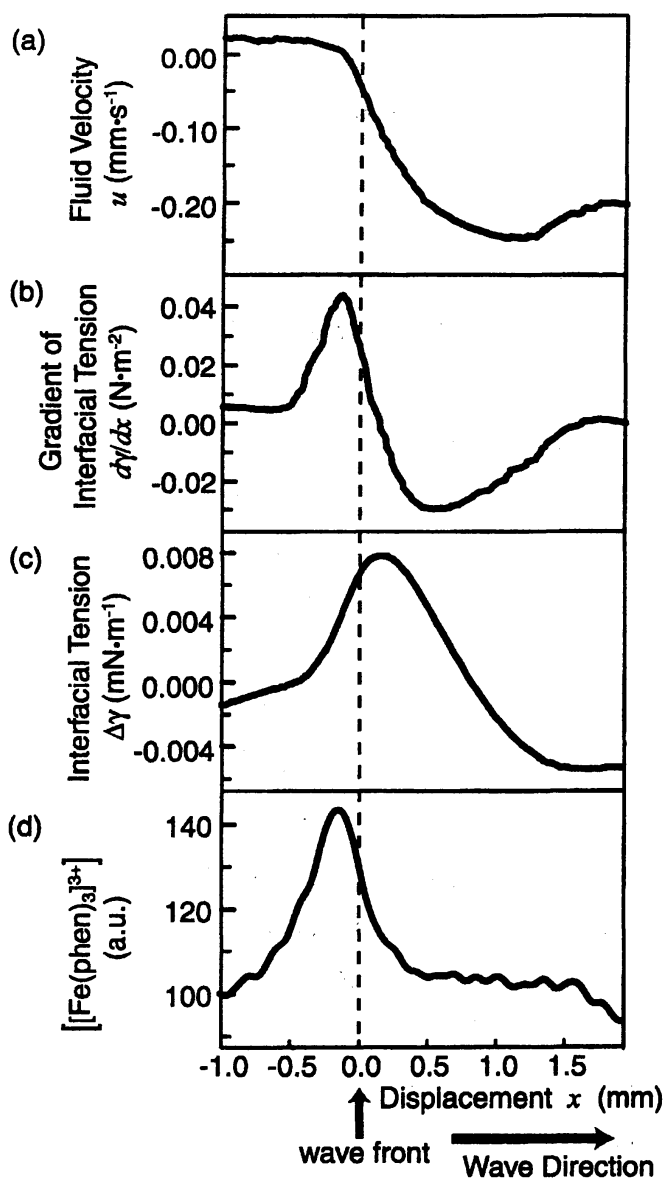 (a)
Fluid Velocity
u (mm•s-1)
0.00
-0.10
-0.20
(b)
Gradient of
Interfacial Tension
dγ/dx (N•m-2)
0.04
0.02
0.00
-0.02
(c)
Interfacial Tension
Δγ (mN•m-1)
0.008
0.004
0.000
-0.004
(d)
[[Fe(phen)3]3+]
(a.u.)
140
120
100
-1.0 -0.5 0.0 0.5 1.0 1.5
Displacement x (mm)
wave front
Wave Direction